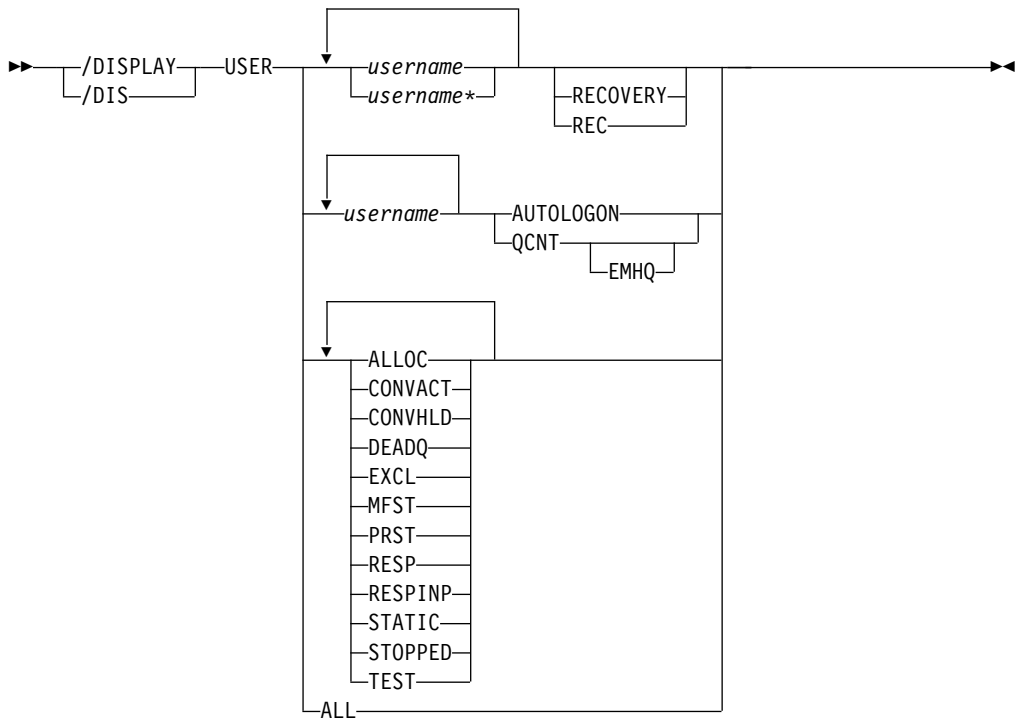 /DISPLAY USER username
/DIS username* RECOVERY
REC
username AUTOLOGON
QCNT
EMHQ
ALLOC
CONVACT
CONVHLD
DEADQ
EXCL
MFST
PRST
RESP
RESPINP
STATIC
STOPPED
TEST
ALL